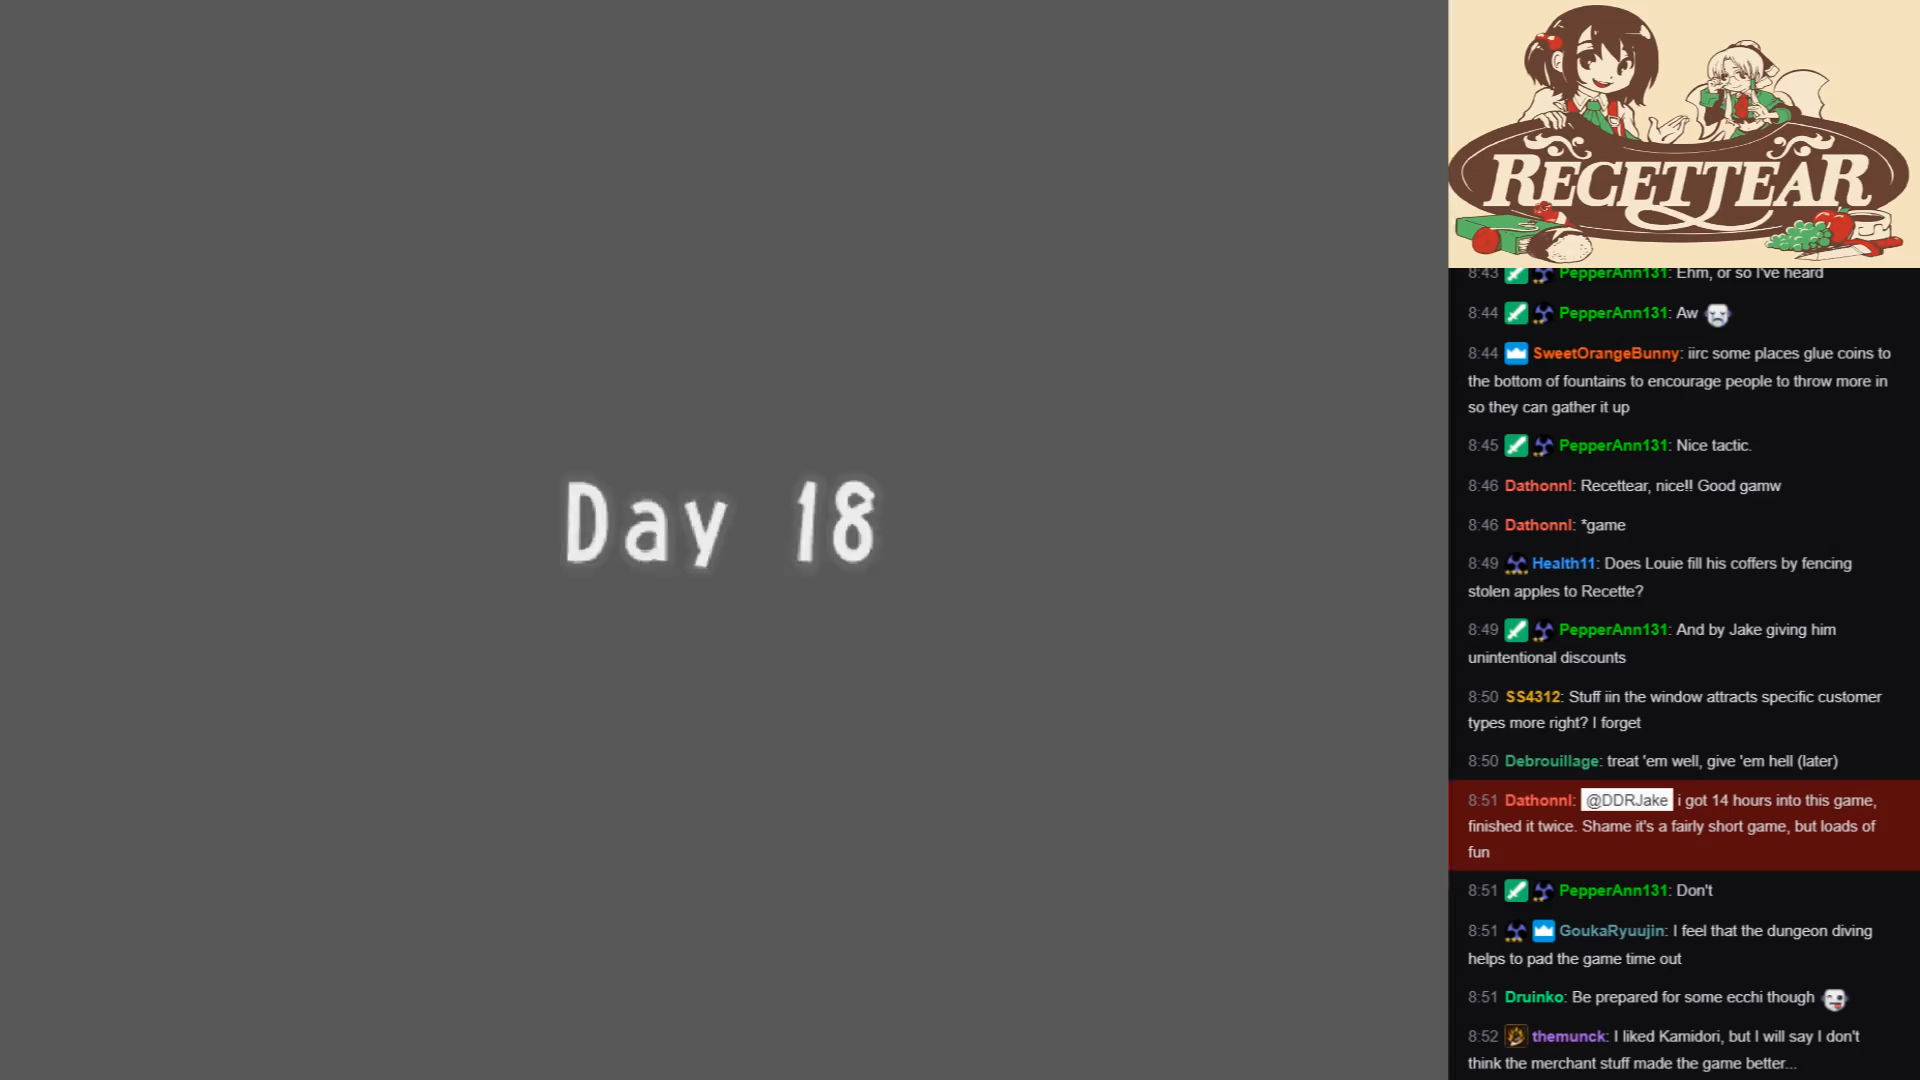 Day 18
RECETTEAR
8:43 PepperAnn131: Ehm, or so I've heard
8:44 PepperAnn131: Aw
8:44 SweetOrangeBunny: iirc some places glue coins to
the bottom of fountains to encourage people to throw more in
so they can gather it up
8:45 PepperAnn131: Nice tactic.
8:46 Dathonnl: Recettear, nice!! Good gamw
8:46 Dathonnl: *game
8:49 Health11: Does Louie fill his coffers by fencing
stolen apples to Recette?
8:49 PepperAnn131: And by Jake giving him
unintentional discounts
8:50 SS4312: Stuff iin the window attracts specific customer
types more right? I forget
8:50 Debrouillage: treat 'em well, give 'em hell (later)
8:51 Dathonnl: @DDRJake i got 14 hours into this game,
finished it twice. Shame it's a fairly short game, but loads of
fun
8:51 PepperAnn131: Don't
8:51 GoukaRyuujin: I feel that the dungeon diving
helps to pad the game time out
8:51 Druinko: Be prepared for some ecchi though
8:52 themunck: I liked Kamidori, but I will say I don't
think the merchant stuff made the game better...